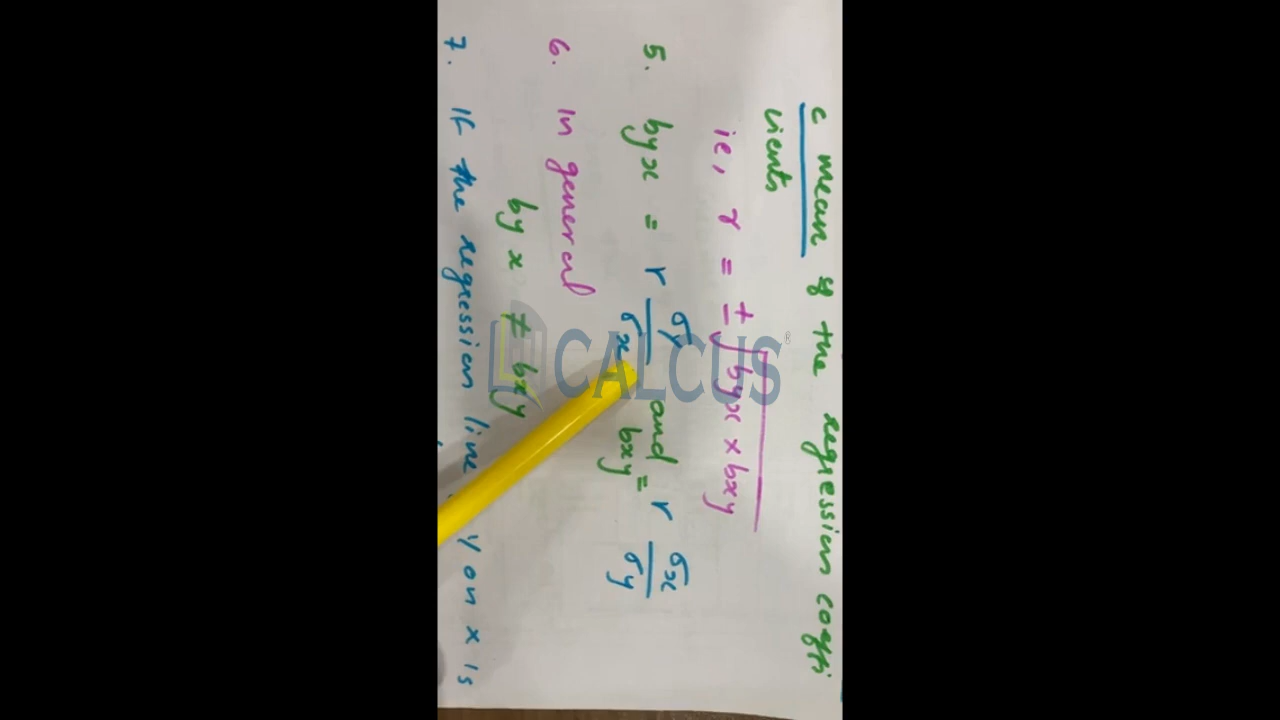 c mean of the regression coeffi
cients
ie, r = ± √byx × bxy
5. byx = r σy/σx and bxy = r σx/σy
6. In general
byx ≠ bxy
7. If the regression line y on x is
CALCUS